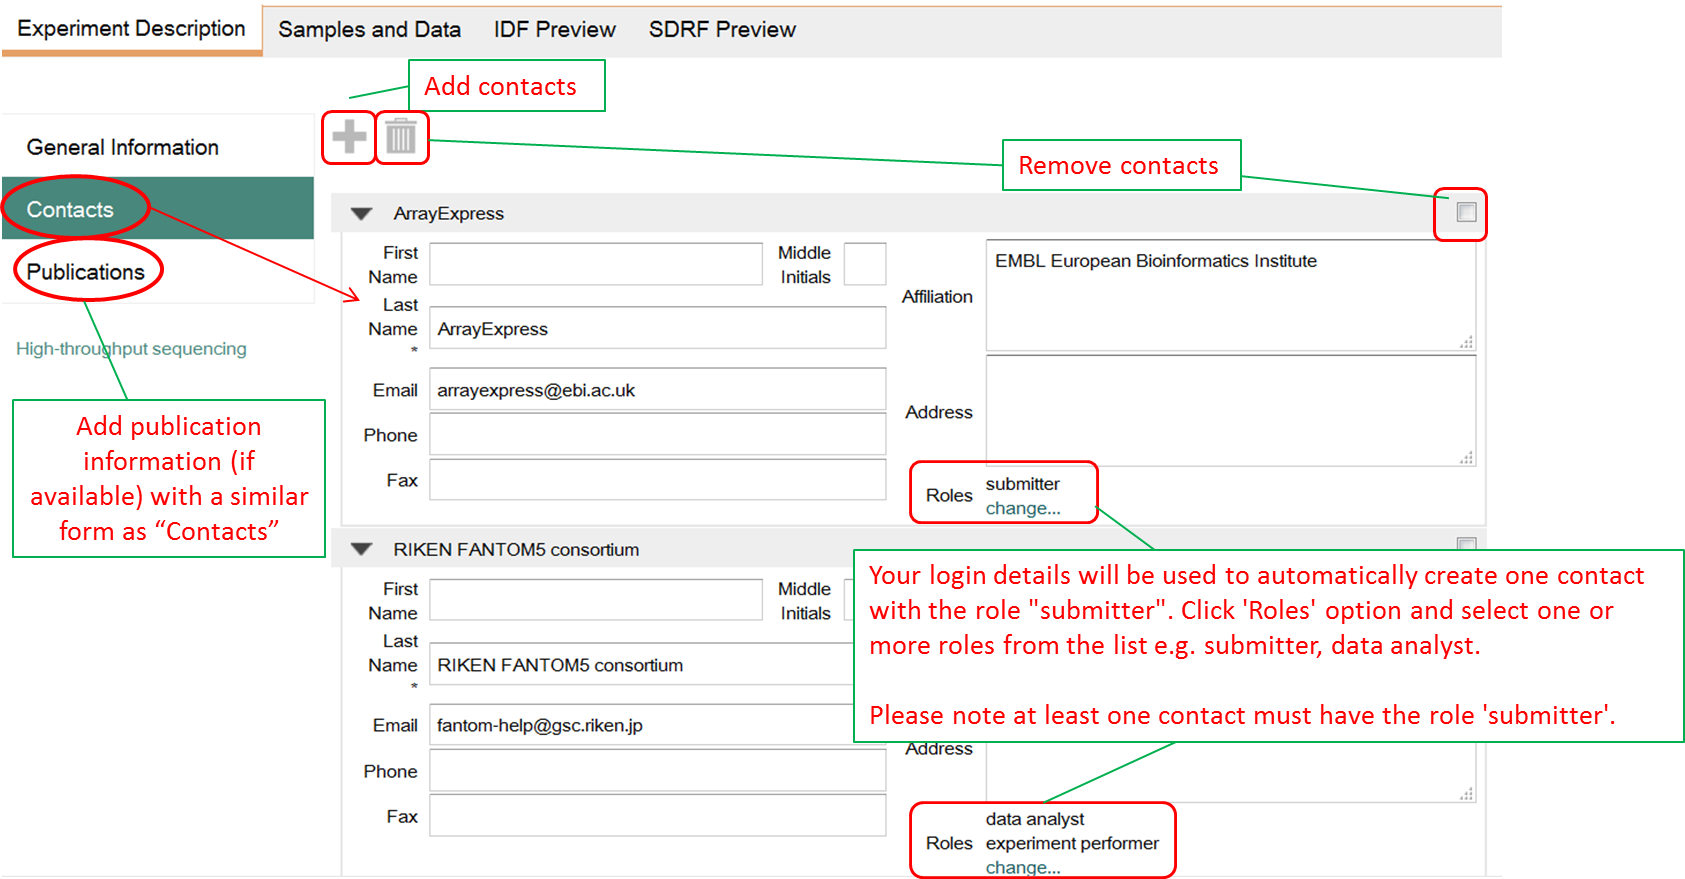 Experiment Description
Samples and Data
IDF Preview
SDRF Preview
Add contacts
General Information
Remove contacts
Contacts
Publications
High-throughput sequencing
Add publication
information (if
available) with a similar
form as “Contacts”
ArrayExpress
First
Name
Middle
Initials
Last
Name
*
ArrayExpress
Email
arrayexpress@ebi.ac.uk
Phone
Fax
Affiliation
EMBL European Bioinformatics Institute
Address
Roles
submitter
change...
RIKEN FANTOM5 consortium
First
Name
Middle
Initials
Last
Name
*
RIKEN FANTOM5 consortium
Email
fantom-help@gsc.riken.jp
Phone
Fax
Your login details will be used to automatically create one contact
with the role "submitter". Click 'Roles' option and select one or
more roles from the list e.g. submitter, data analyst.
Please note at least one contact must have the role 'submitter'.
Address
Roles
data analyst
experiment performer
change...